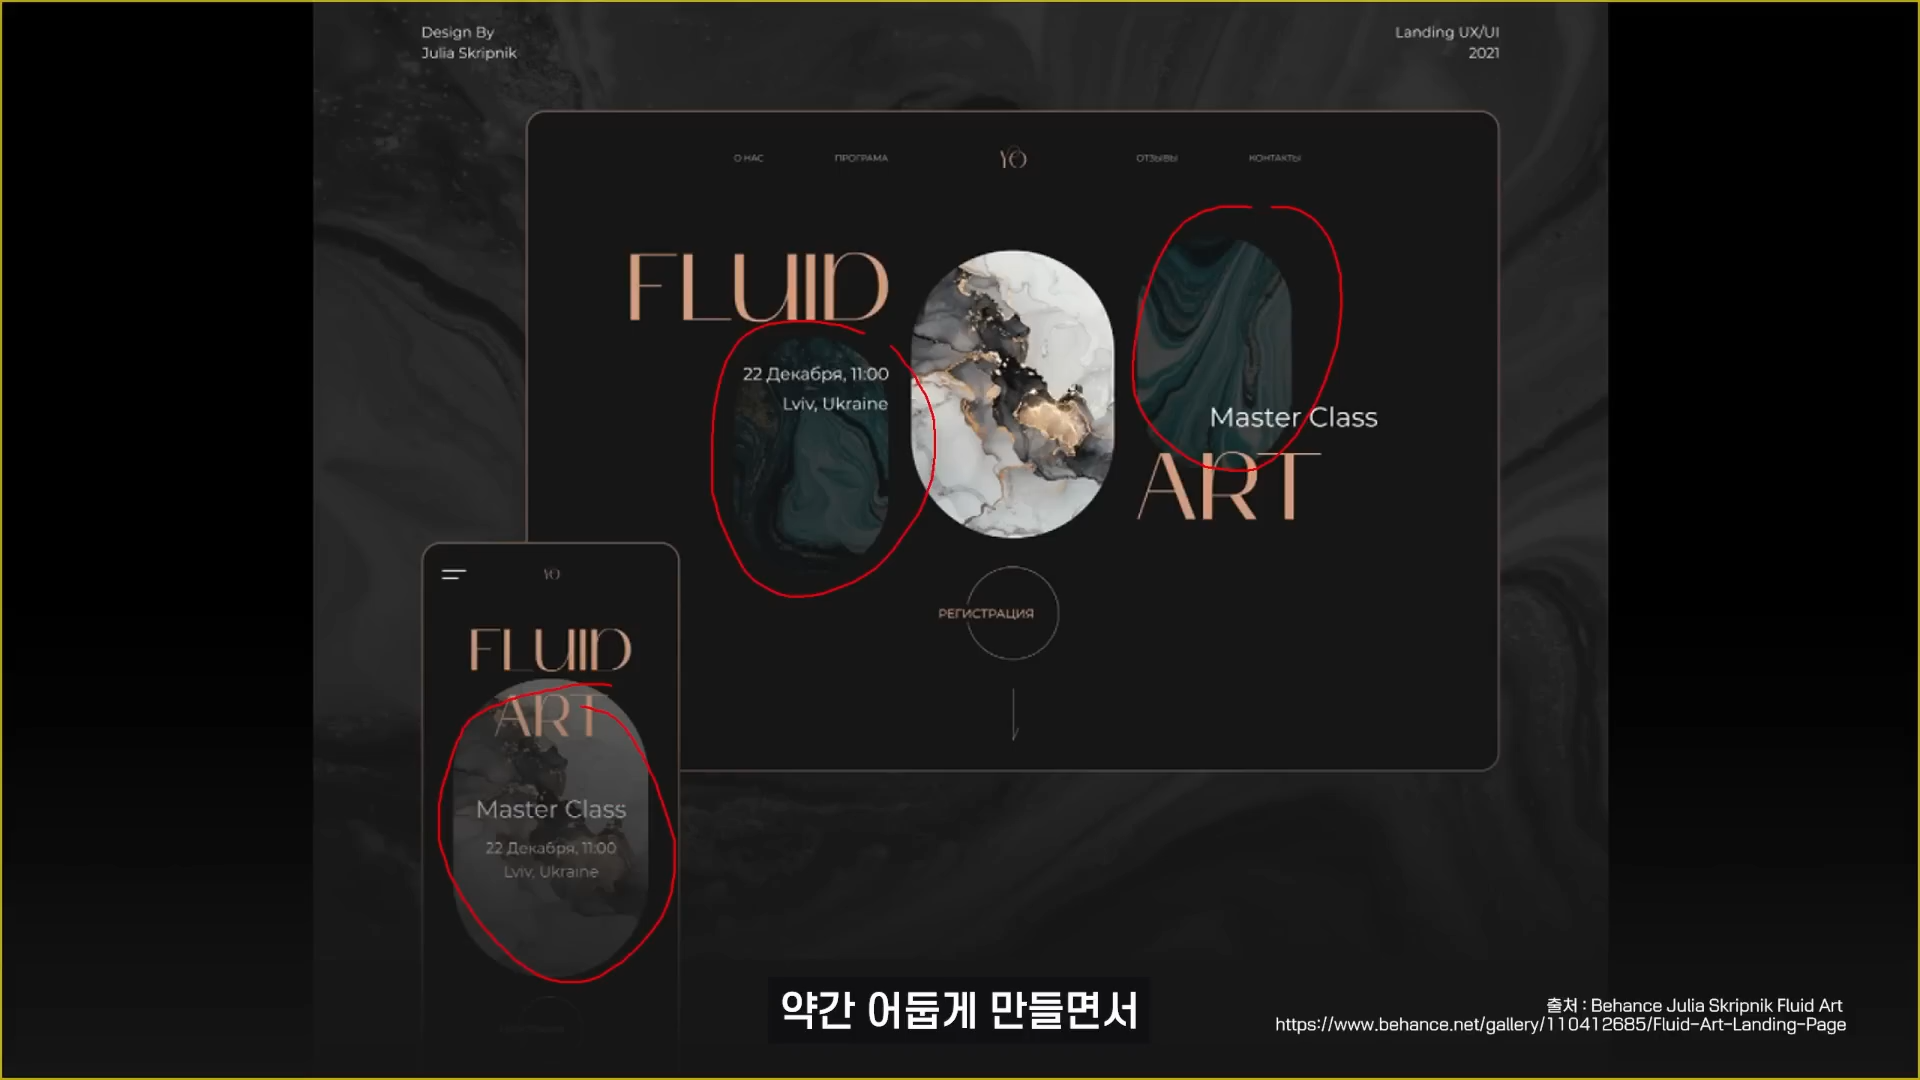 Design By
Julia Skripnik
Landing UX/UI
2021
О НАС
ПРОГРАМА
YO
ОТЗЫВЫ
КОНТАКТЫ
FLUID
22 Декабря, 11:00
Lviv, Ukraine
Master Class
ART
РЕГИСТРАЦИЯ
YO
FLUID
ART
Master Class
22 Декабря, 11:00
Lviv, Ukraine
약간 어둡게 만들면서
출처 : Behance Julia Skripnik Fluid Art
https://www.behance.net/gallery/110412685/Fluid-Art-Landing-Page